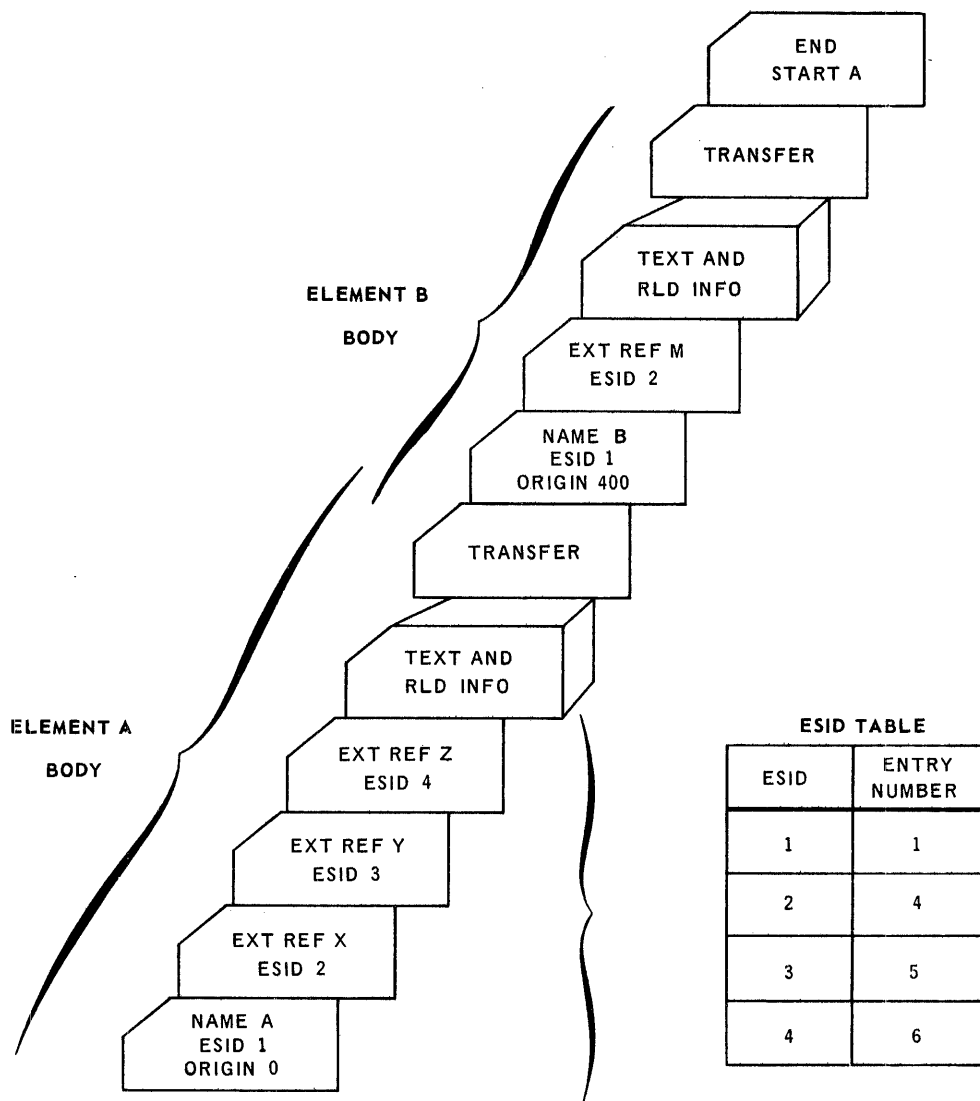 END
START A
TRANSFER
TEXT AND
RLD INFO
ELEMENT B
BODY
EXT REF M
ESID 2
NAME B
ESID 1
ORIGIN 400
TRANSFER
TEXT AND
RLD INFO
ELEMENT A
BODY
EXT REF Z
ESID 4
EXT REF Y
ESID 3
EXT REF X
ESID 2
NAME A
ESID 1
ORIGIN 0
ESID TABLE
ESID ENTRY
NUMBER
1 1
2 4
3 5
4 6